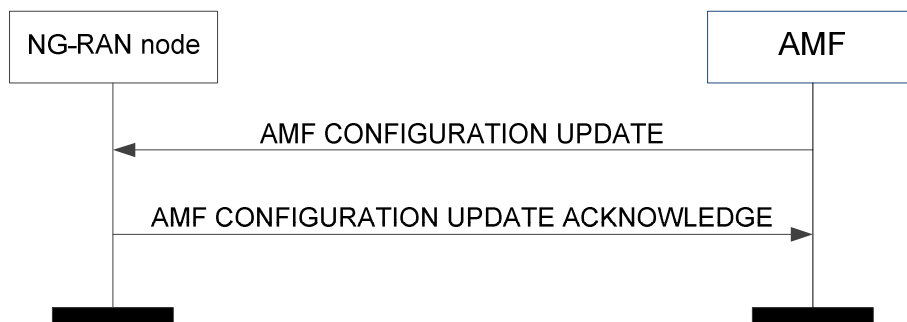 NG-RAN node
AMF
AMF CONFIGURATION UPDATE
AMF CONFIGURATION UPDATE ACKNOWLEDGE